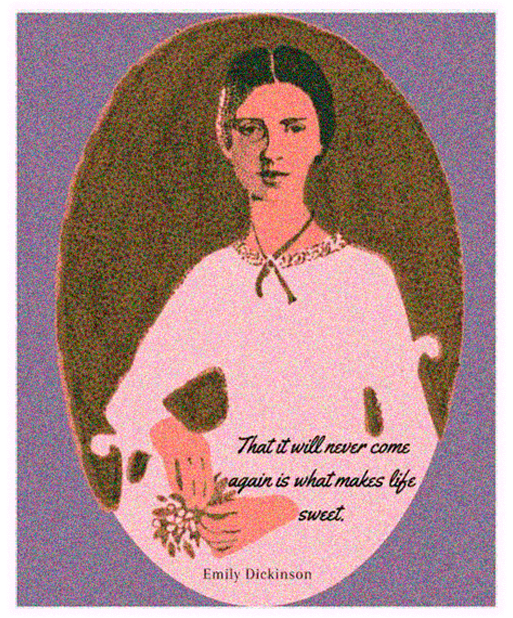 That it will never come
again is what makes life
sweet.
Emily Dickinson